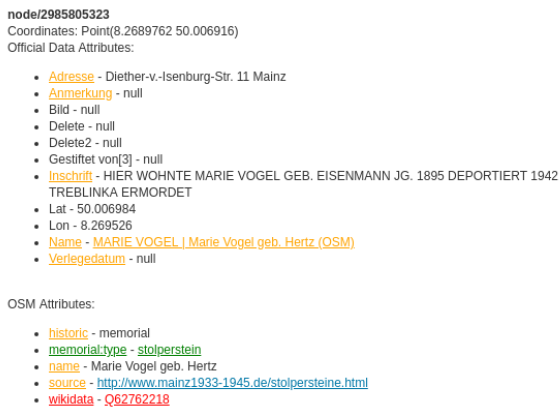 node/2985805323
Coordinates: Point(8.2689762 50.006916)
Official Data Attributes:
Adresse - Diether-v.-Isenburg-Str. 11 Mainz
Anmerkung - null
Bild - null
Delete - null
Delete2 - null
Gestiftet von[3] - null
Inschrift - HIER WOHNTE MARIE VOGEL GEB. EISENMANN JG. 1895 DEPORTIERT 1942
TREBLINKA ERMORDET
Lat - 50.006984
Lon - 8.269526
Name - MARIE VOGEL | Marie Vogel geb. Hertz (OSM)
Verlegedatum - null
OSM Attributes:
historic - memorial
memorial:type - stolperstein
name - Marie Vogel geb. Hertz
source - http://www.mainz1933-1945.de/stolpersteine.html
wikidata - Q62762218